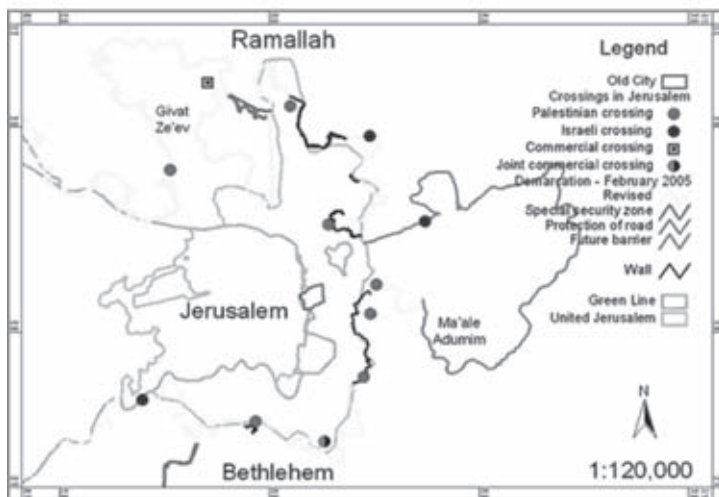 Ramallah
Givat
Ze'ev
Jerusalem
Ma'ale
Adumim
Bethlehem
Legend
Old City
Crossings in Jerusalem
Palestinian crossing
Israeli crossing
Commercial crossing
Joint commercial crossing
Demarcation - February 2005
Revised
Special security zone
Protection of road
Future barrier
Wall
Green Line
United Jerusalem
N
1:120,000